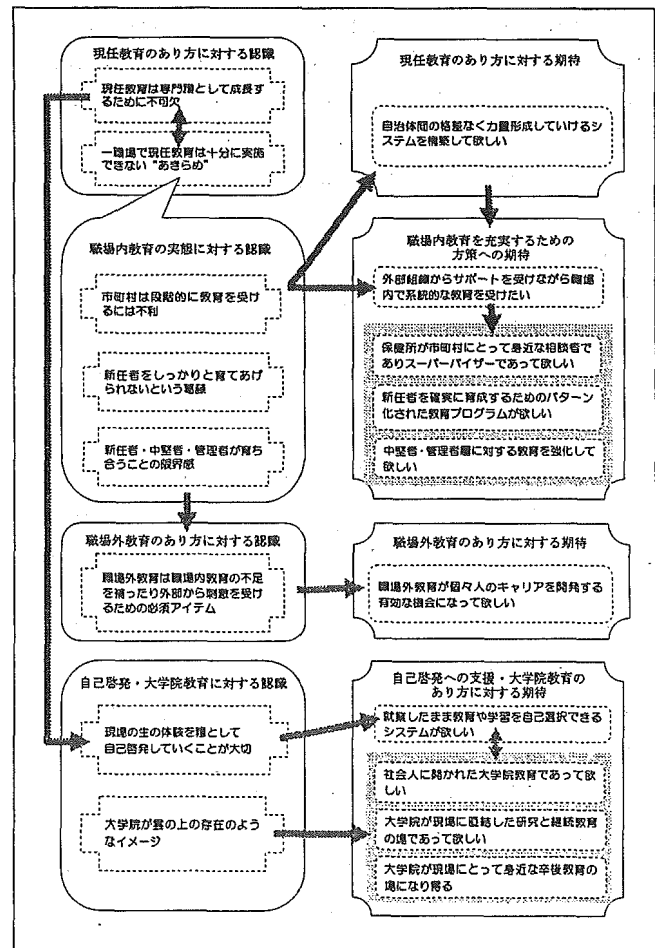 現任教育のあり方に対する認識
現任教育は専門職として成長す
るために不可欠
一職場で現任教育は十分に実施
できない "あきらめ"
職場内教育の実態に対する認識
市町村は段階的に教育を受け
るには不利
新任者をしっかりと育てあげ
られないという葛藤
新任者・中堅者・管理者が育ち
合うことの限界感
職場外教育のあり方に対する認識
職場外教育は職場内教育の不足
を補ったり外部から刺激を受け
るための必須アイテム
自己啓発・大学院教育に対する認識
現場の生の体験を糧として
自己啓発していくことが大切
大学院が雲の上の存在のよう
なイメージ
現任教育のあり方に対する期待
自治体間の格差なく力量形成していけるシ
ステムを構築して欲しい
職場内教育を充実するための
方策への期待
外部組織からサポートを受けながら職場
内で系統的な教育を受けたい
保健所が市町村にとって身近な相談者で
ありスーパーバイザーであって欲しい
新任者を確実に育成するためのパターン
化された教育プログラムが欲しい
中堅者・管理者層に対する教育を強化して
欲しい
職場外教育のあり方に対する期待
職場外教育が個々人のキャリアを開発する
有効な機会になって欲しい
自己啓発への支援・大学院教育の
あり方に対する期待
就業したまま教育や学習を自己選択できる
システムが欲しい
社会人に開かれた大学院教育であって欲
しい
大学院が現場に直結した研究と継続教育
の場であって欲しい
大学院が現場にとって身近な卒後教育の
場になり得る